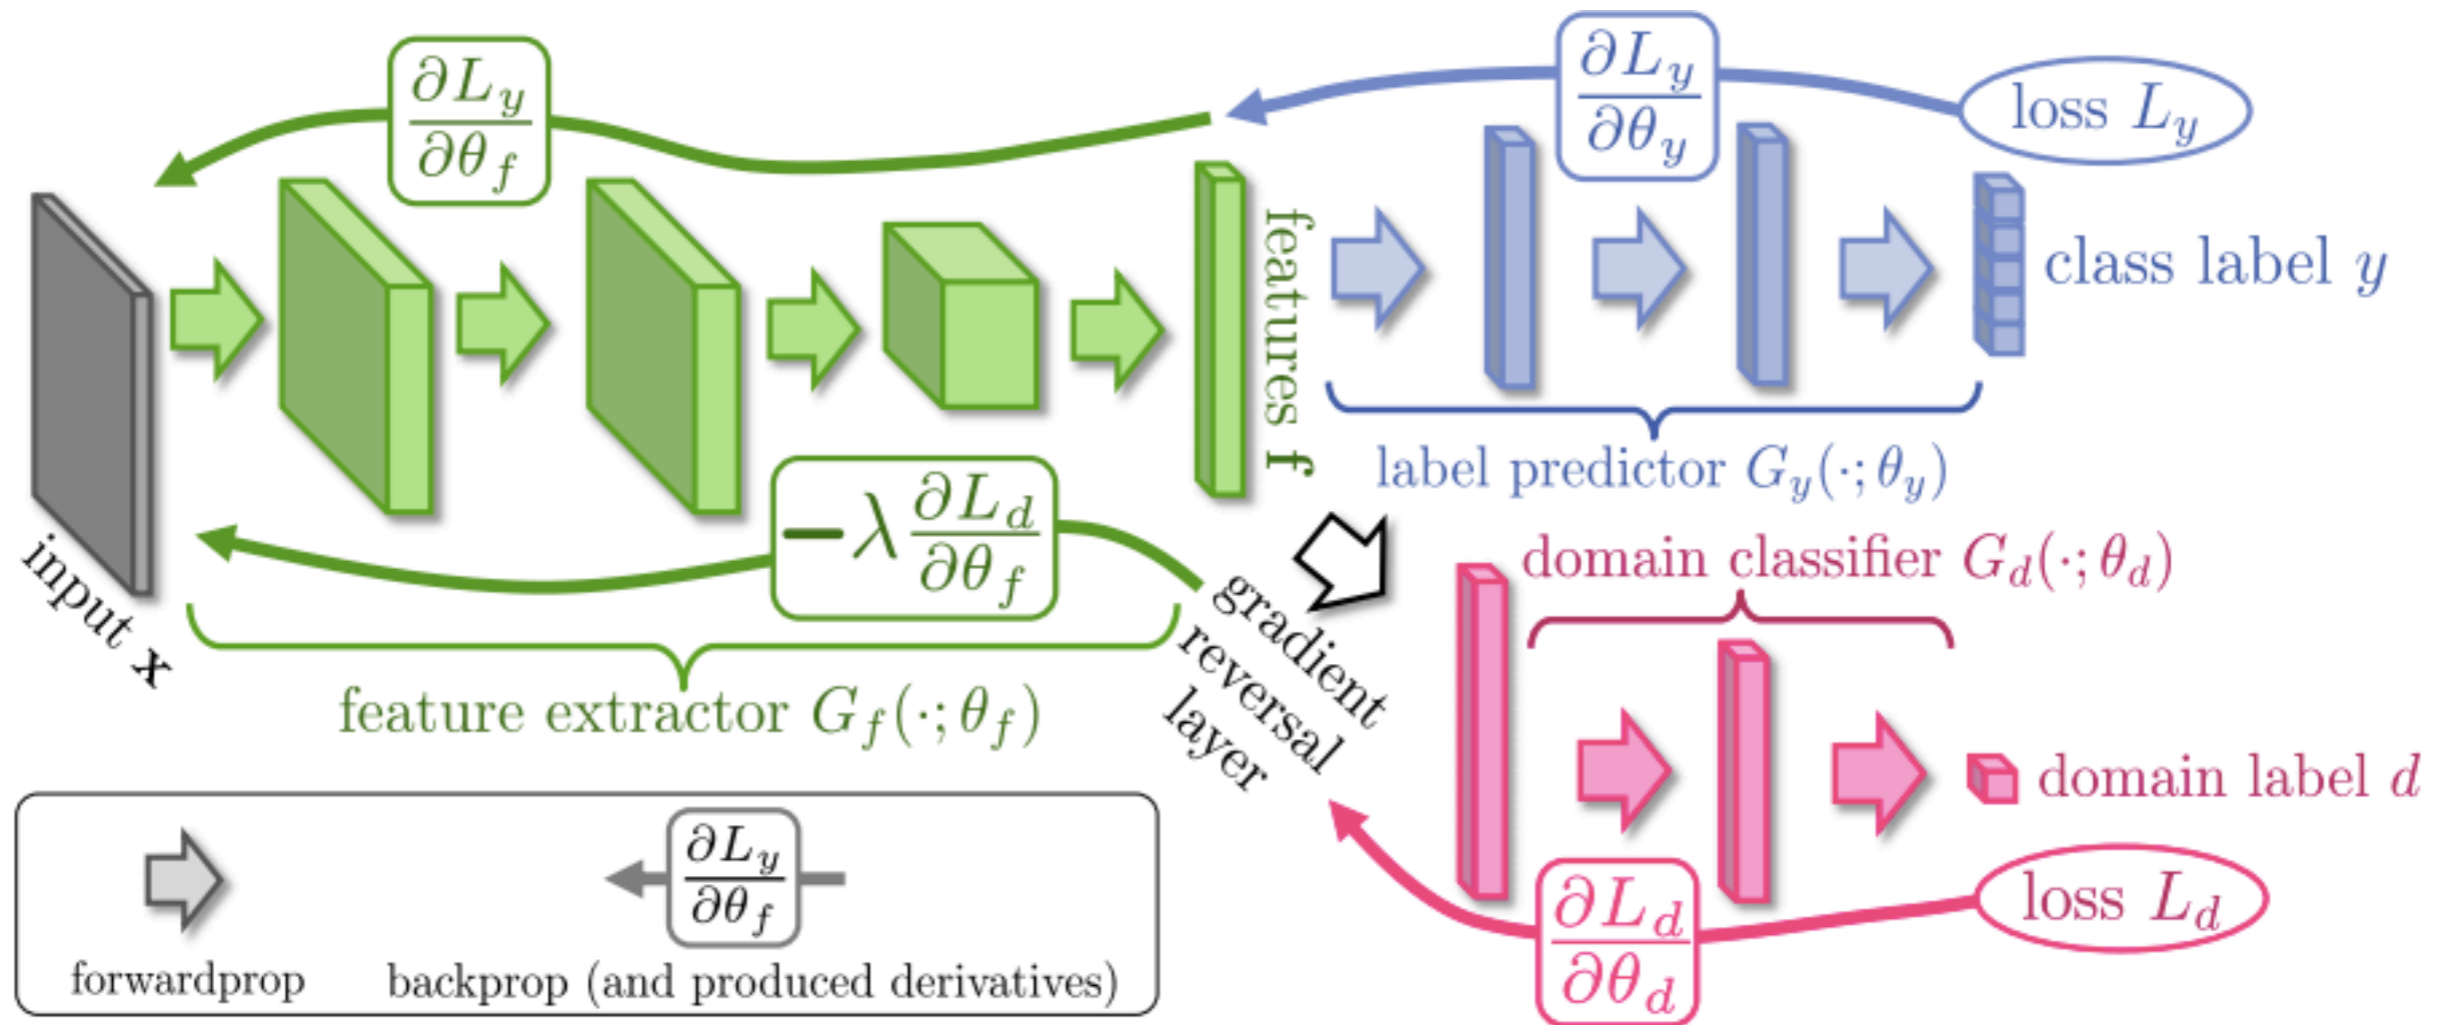 ∂L_y/∂θ_f
∂L_y/∂θ_y
loss L_y
features f
class label y
label predictor G_y(·; θ_y)
input x
−λ ∂L_d/∂θ_f
feature extractor G_f(·; θ_f)
gradient
reversal
layer
domain classifier G_d(·; θ_d)
domain label d
∂L_d/∂θ_d
loss L_d
forwardprop
∂L_y/∂θ_f
backprop (and produced derivatives)